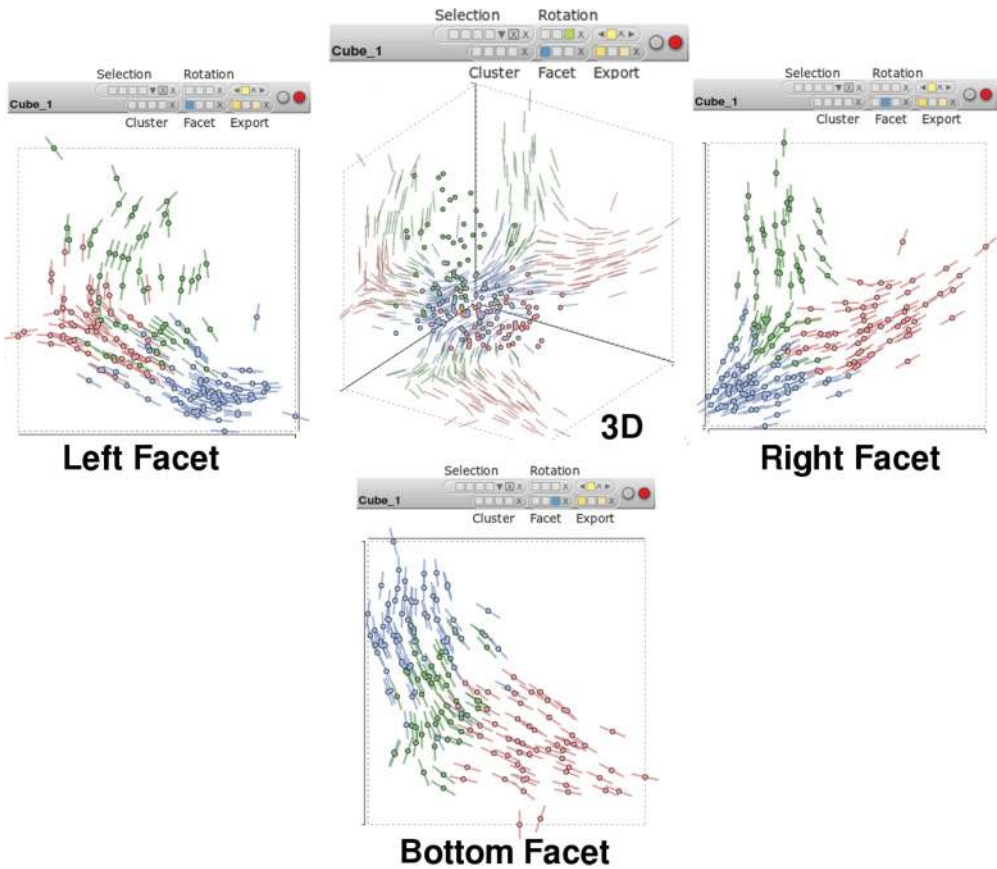 Selection Rotation
X X
Cube_1 X X
Cluster Facet Export
3D
Selection Rotation
X X
Cube_1 X X
Cluster Facet Export
Left Facet
Selection Rotation
X X
Cube_1 X X
Cluster Facet Export
Right Facet
Selection Rotation
X X
Cube_1 X X
Cluster Facet Export
Bottom Facet